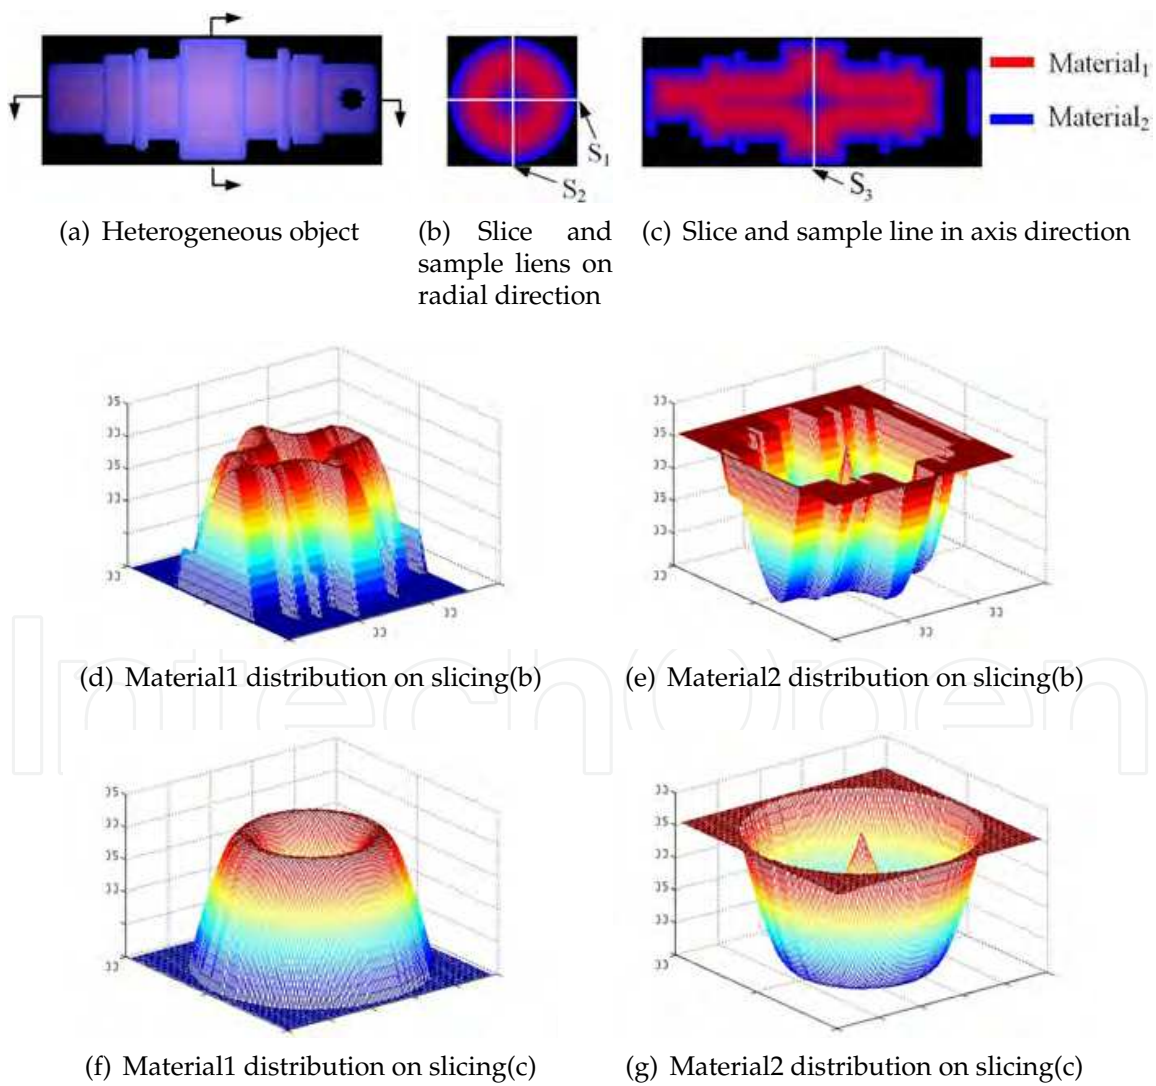 S₁
S₂
S₃
Material₁
Material₂
(a) Heterogeneous object
(b) Slice and
sample liens on
radial direction
(c) Slice and sample line in axis direction
(d) Material1 distribution on slicing(b)
(e) Material2 distribution on slicing(b)
IntechOpen
(f) Material1 distribution on slicing(c)
(g) Material2 distribution on slicing(c)